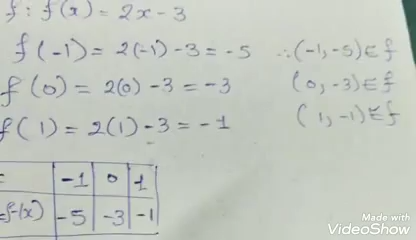 f: f(x) = 2x - 3
f(-1) = 2(-1) - 3 = -5 ∴ (-1, -5) ∈ f
f(0) = 2(0) - 3 = -3 (0, -3) ∈ f
f(1) = 2(1) - 3 = -1 (1, -1) ∈ f
= -1 0 1
=f(x) -5 -3 -1
Made with
VideoShow